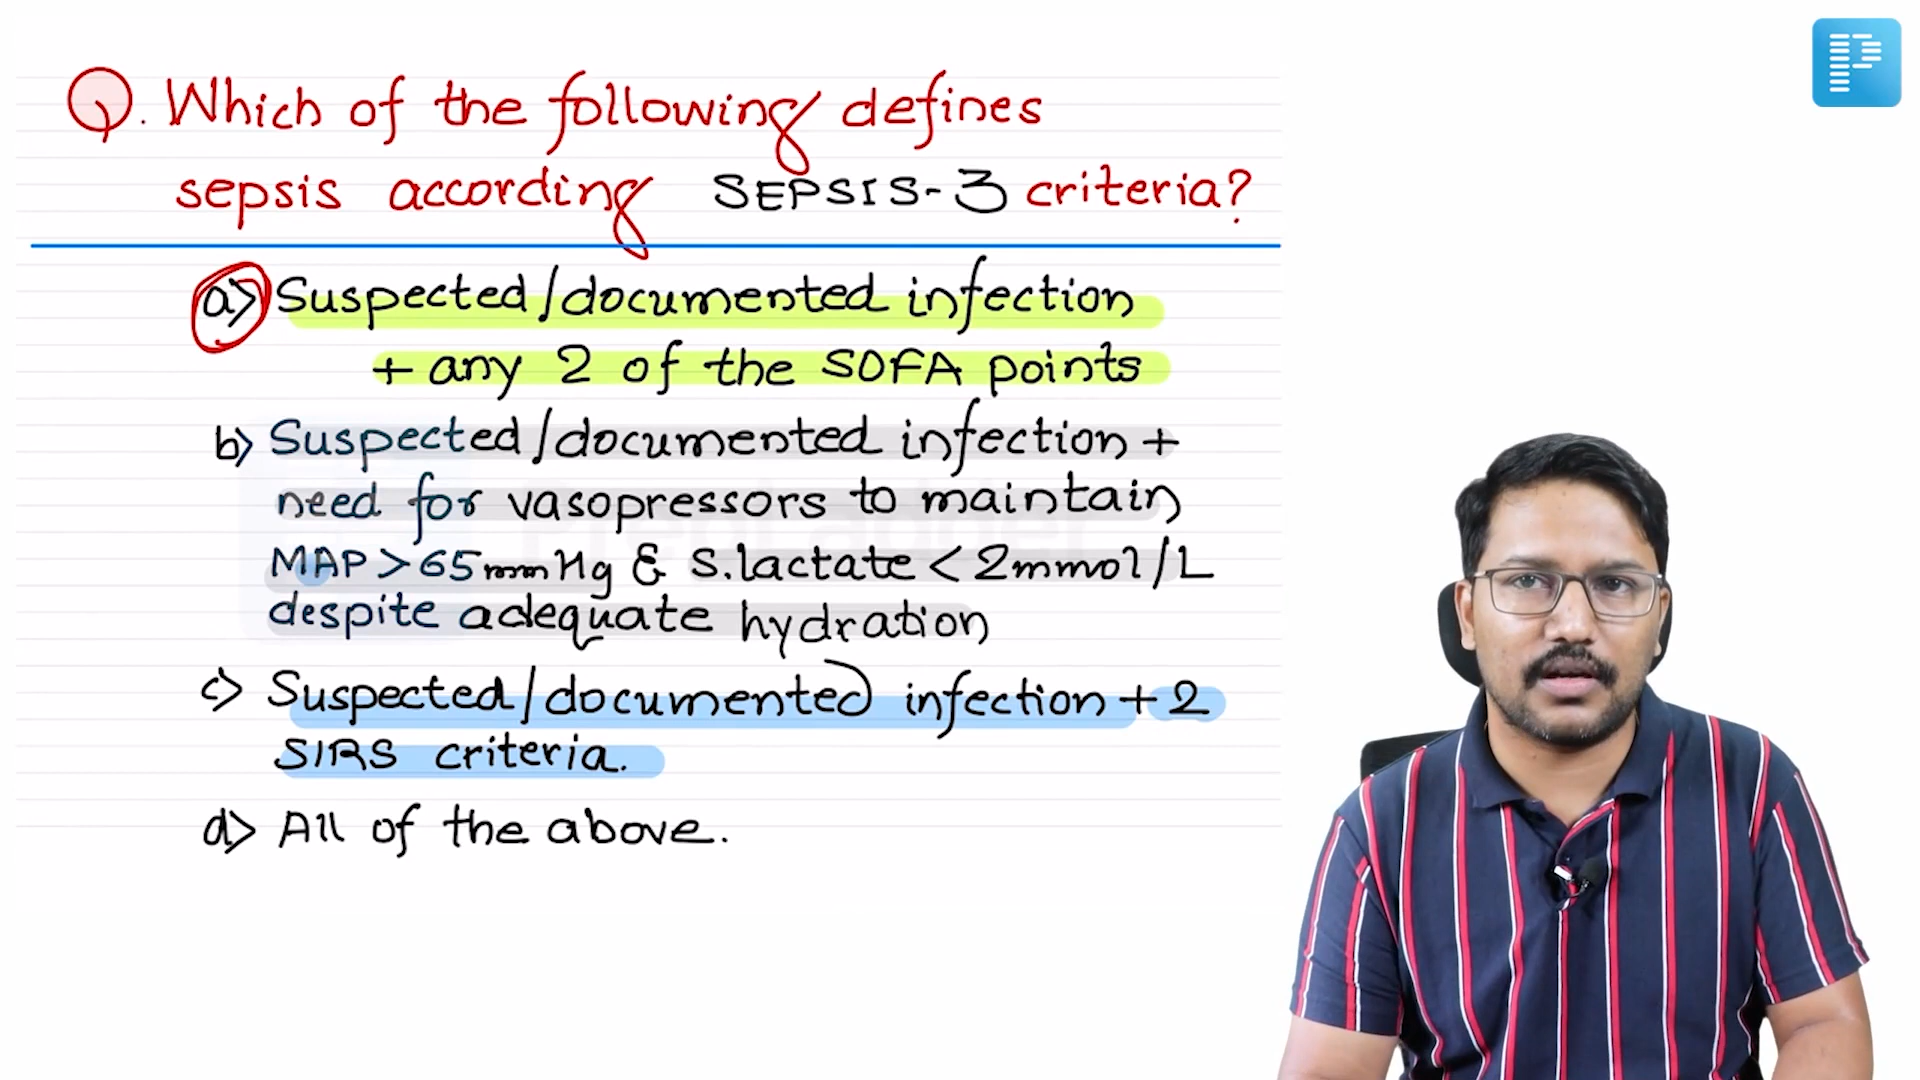 Q. Which of the following defines
sepsis according SEPSIS-3 criteria?
a> Suspected/documented infection
+ any 2 of the SOFA points
b> Suspected/documented infection +
need for vasopressors to maintain
MAP > 65mmHg & S.lactate < 2mmol/L
despite adequate hydration
c> Suspected/documented infection + 2
SIRS criteria.
d> All of the above.